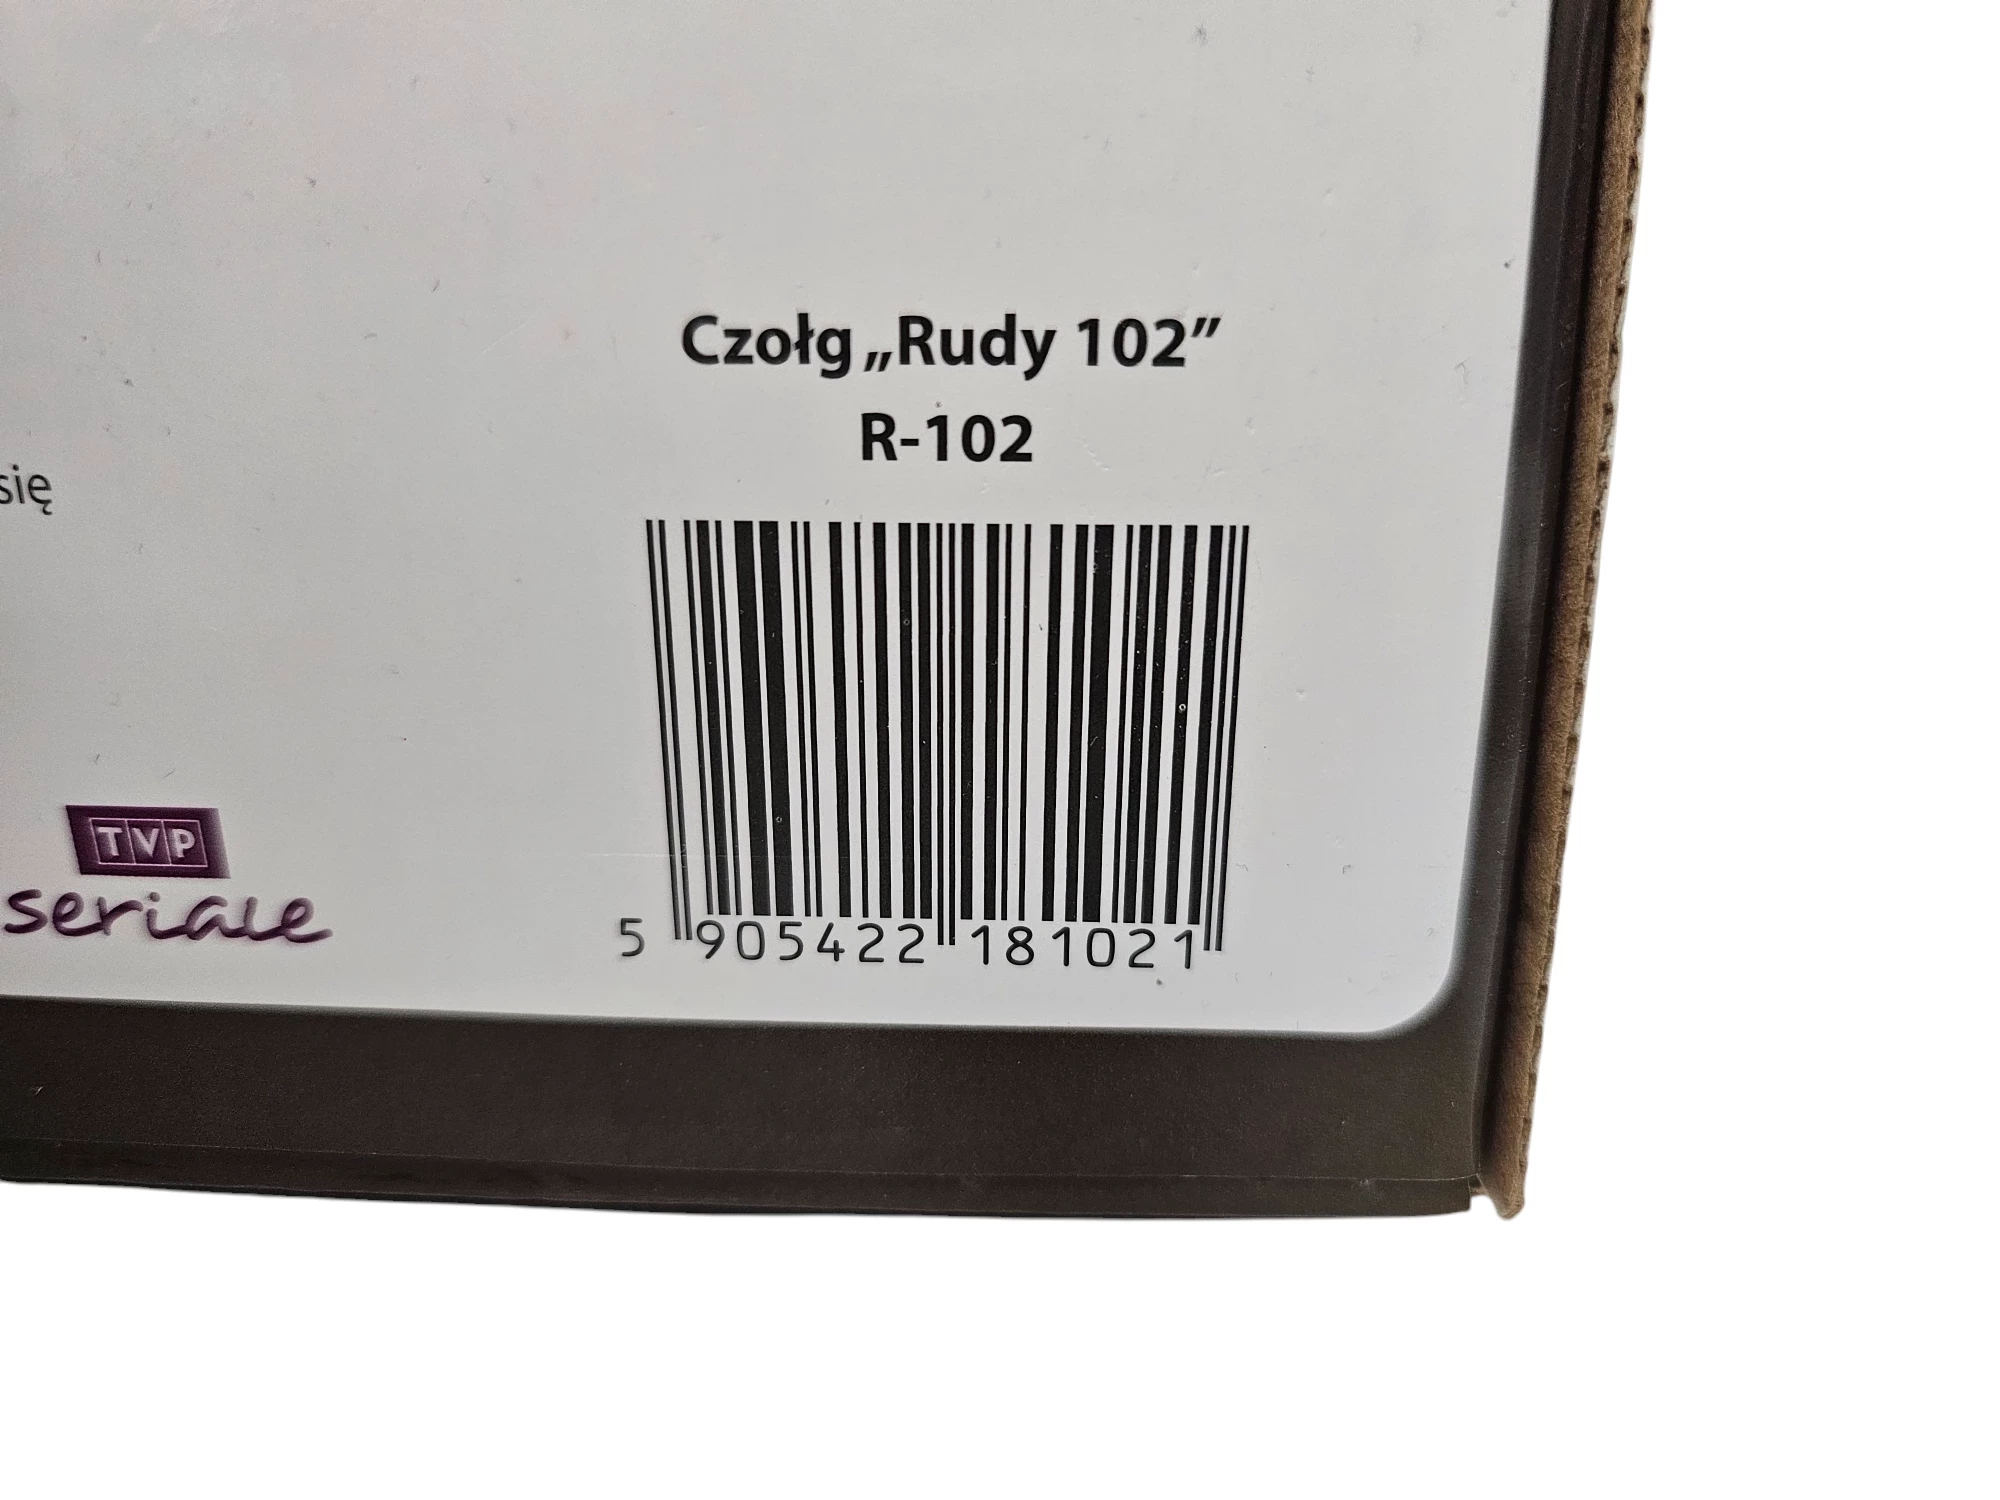 Czołg „Rudy 102”
R-102
się
TVP
seriale
5 905422 181021